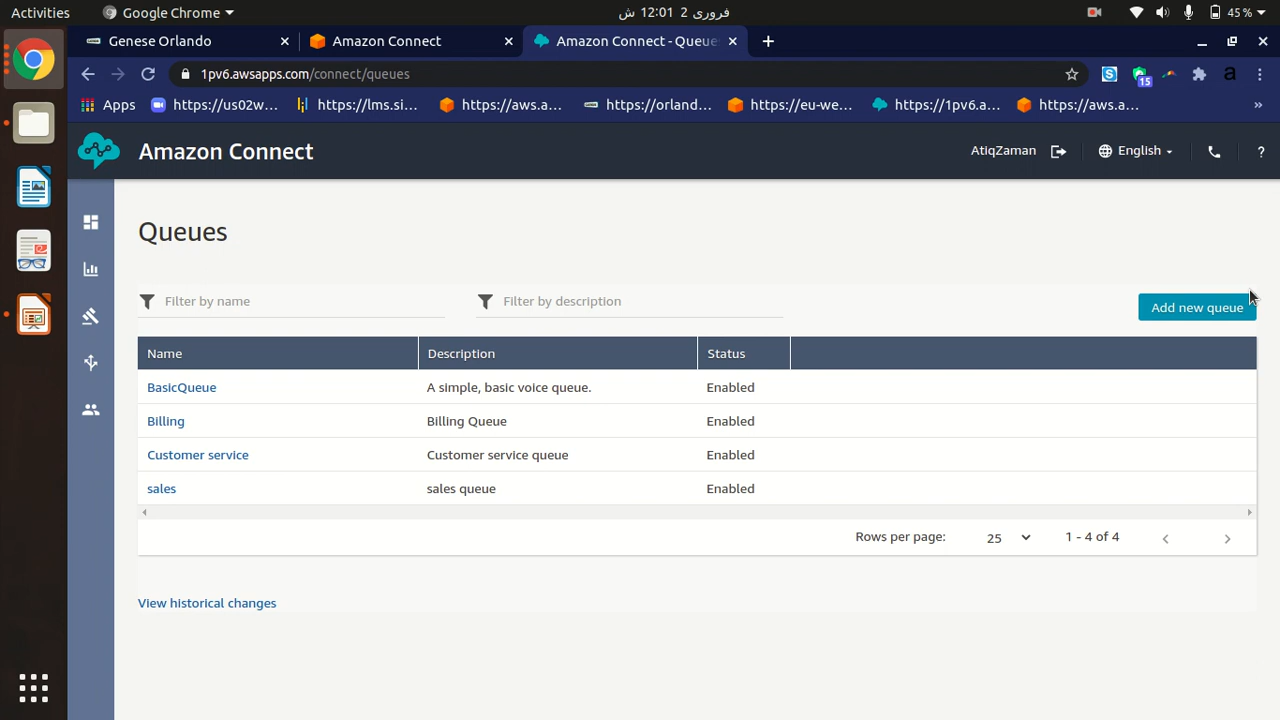 Activities
Google Chrome
فروری 2 12:01 ش
45 %
Genese Orlando
Amazon Connect
Amazon Connect - Queue
1pv6.awsapps.com/connect/queues
15
a
Apps
https://us02w...
https://lms.si...
https://aws.a...
https://orland...
https://eu-we...
https://1pv6.a...
https://aws.a...
»
Amazon Connect
AtiqZaman
English
?
Queues
Filter by name
Filter by description
Add new queue
Name Description Status
BasicQueue A simple, basic voice queue. Enabled
Billing Billing Queue Enabled
Customer service Customer service queue Enabled
sales sales queue Enabled
Rows per page: 25 1 - 4 of 4
View historical changes